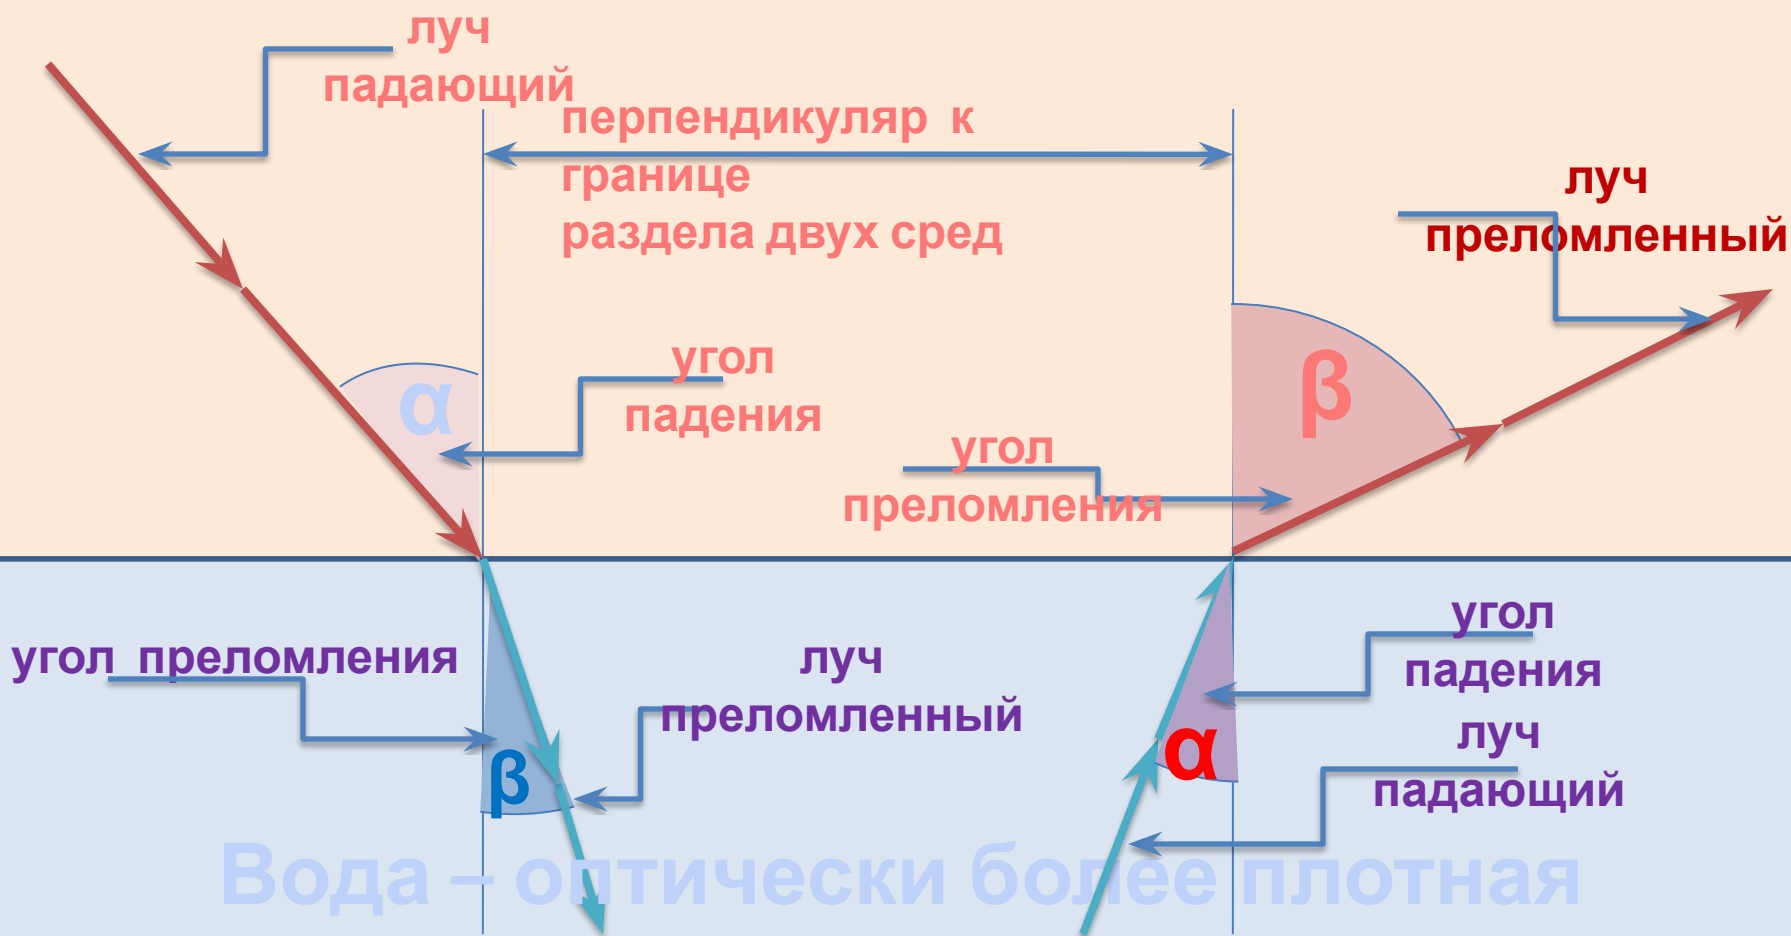 луч
падающий
перпендикуляр к
границе
раздела двух сред
луч
преломленный
угол
падения
α
β
угол
преломления
угол преломления
β
луч
преломленный
угол
падения
α
луч
падающий
Вода – оптически более плотная